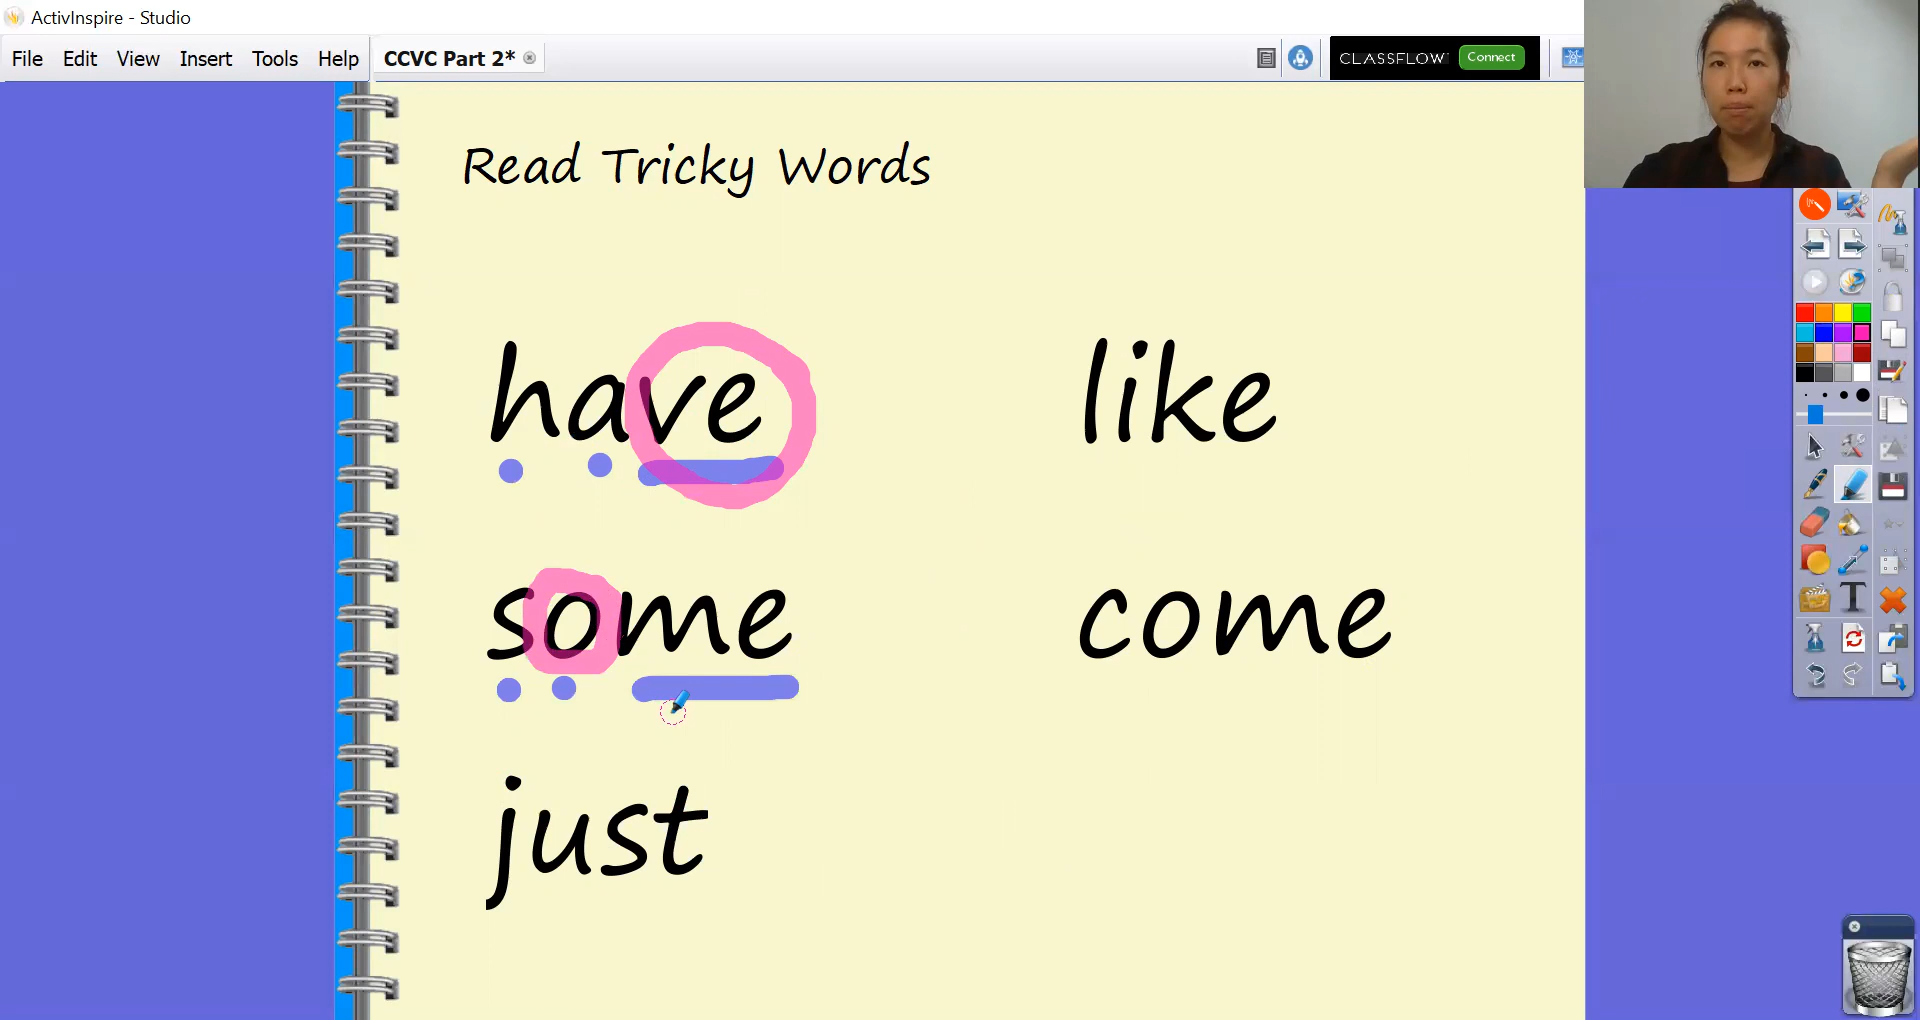 ActivInspire - Studio
File Edit View Insert Tools Help CCVC Part 2* CLASSFLOW Connect
Read Tricky Words
have like
some come
just
T